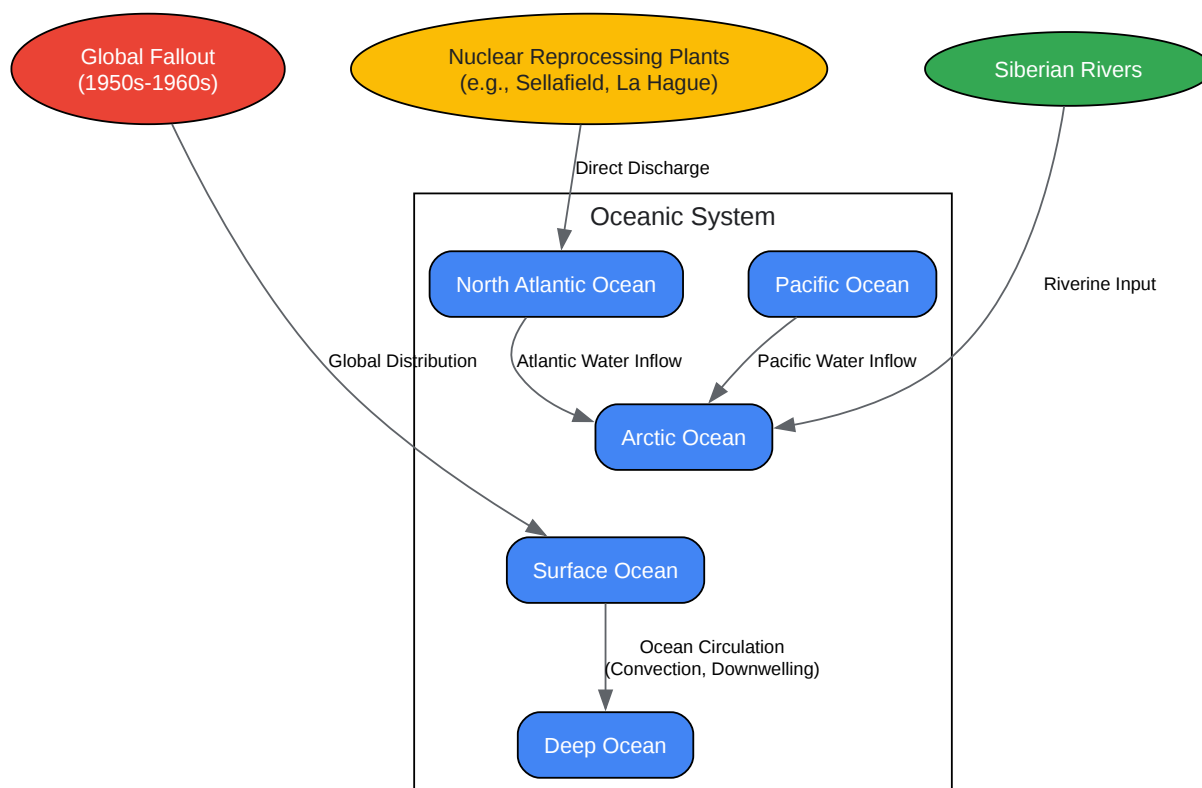 Global Fallout
(1950s-1960s)
Nuclear Reprocessing Plants
(e.g., Sellafield, La Hague)
Siberian Rivers
Direct Discharge
Oceanic System
North Atlantic Ocean
Pacific Ocean
Riverine Input
Global Distribution
Atlantic Water Inflow
Pacific Water Inflow
Arctic Ocean
Surface Ocean
Ocean Circulation
(Convection, Downwelling)
Deep Ocean